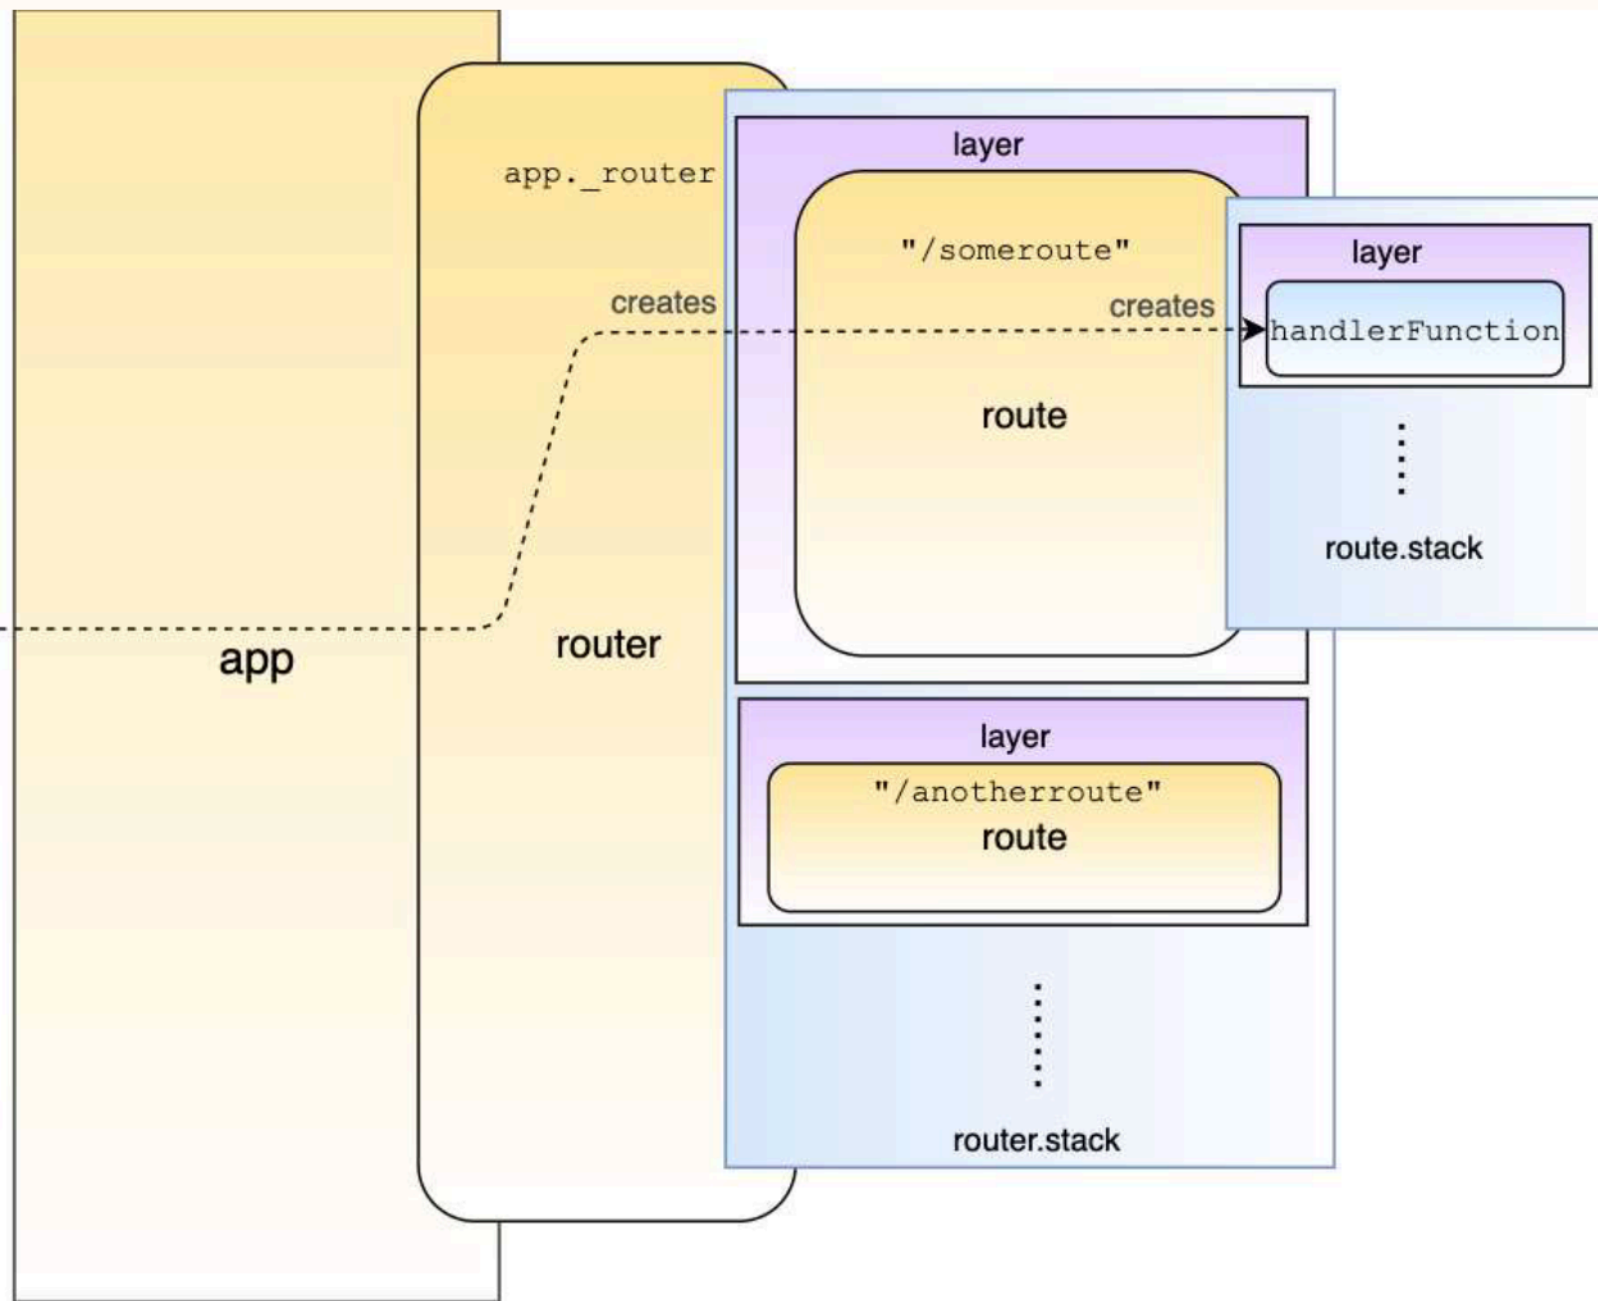 layer
app._router
"/someroute"
layer
creates
creates
handlerFunction
route
route.stack
router
app
layer
"/anotherroute"
route
router.stack